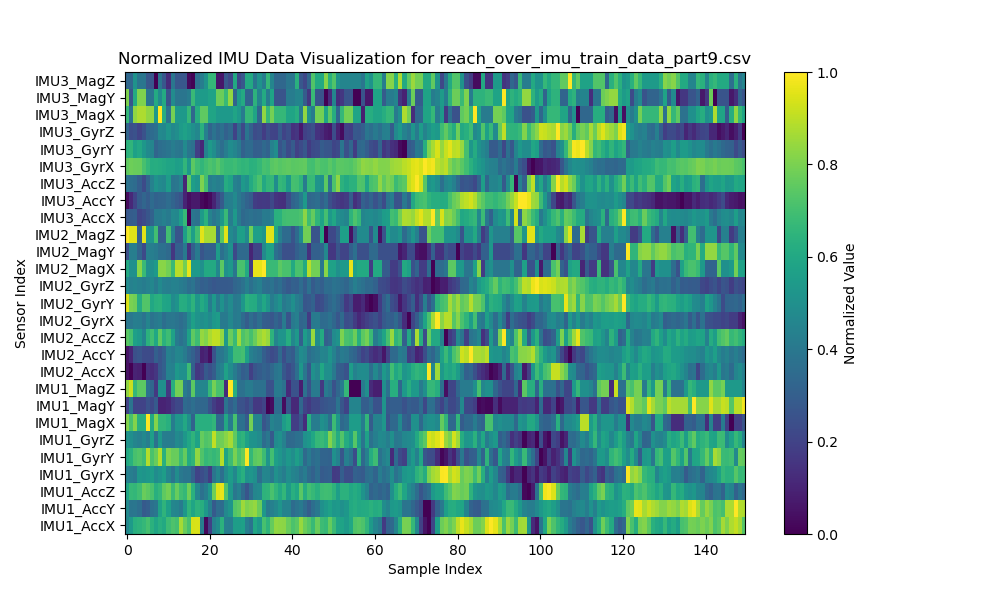 Normalized IMU Data Visualization for reach_over_imu_train_data_part9.csv
Sensor Index
IMU3_MagZ
IMU3_MagY
IMU3_MagX
IMU3_GyrZ
IMU3_GyrY
IMU3_GyrX
IMU3_AccZ
IMU3_AccY
IMU3_AccX
IMU2_MagZ
IMU2_MagY
IMU2_MagX
IMU2_GyrZ
IMU2_GyrY
IMU2_GyrX
IMU2_AccZ
IMU2_AccY
IMU2_AccX
IMU1_MagZ
IMU1_MagY
IMU1_MagX
IMU1_GyrZ
IMU1_GyrY
IMU1_GyrX
IMU1_AccZ
IMU1_AccY
IMU1_AccX
0 20 40 60 80 100 120 140
Sample Index
1.0
0.8
0.6
0.4
0.2
0.0
Normalized Value